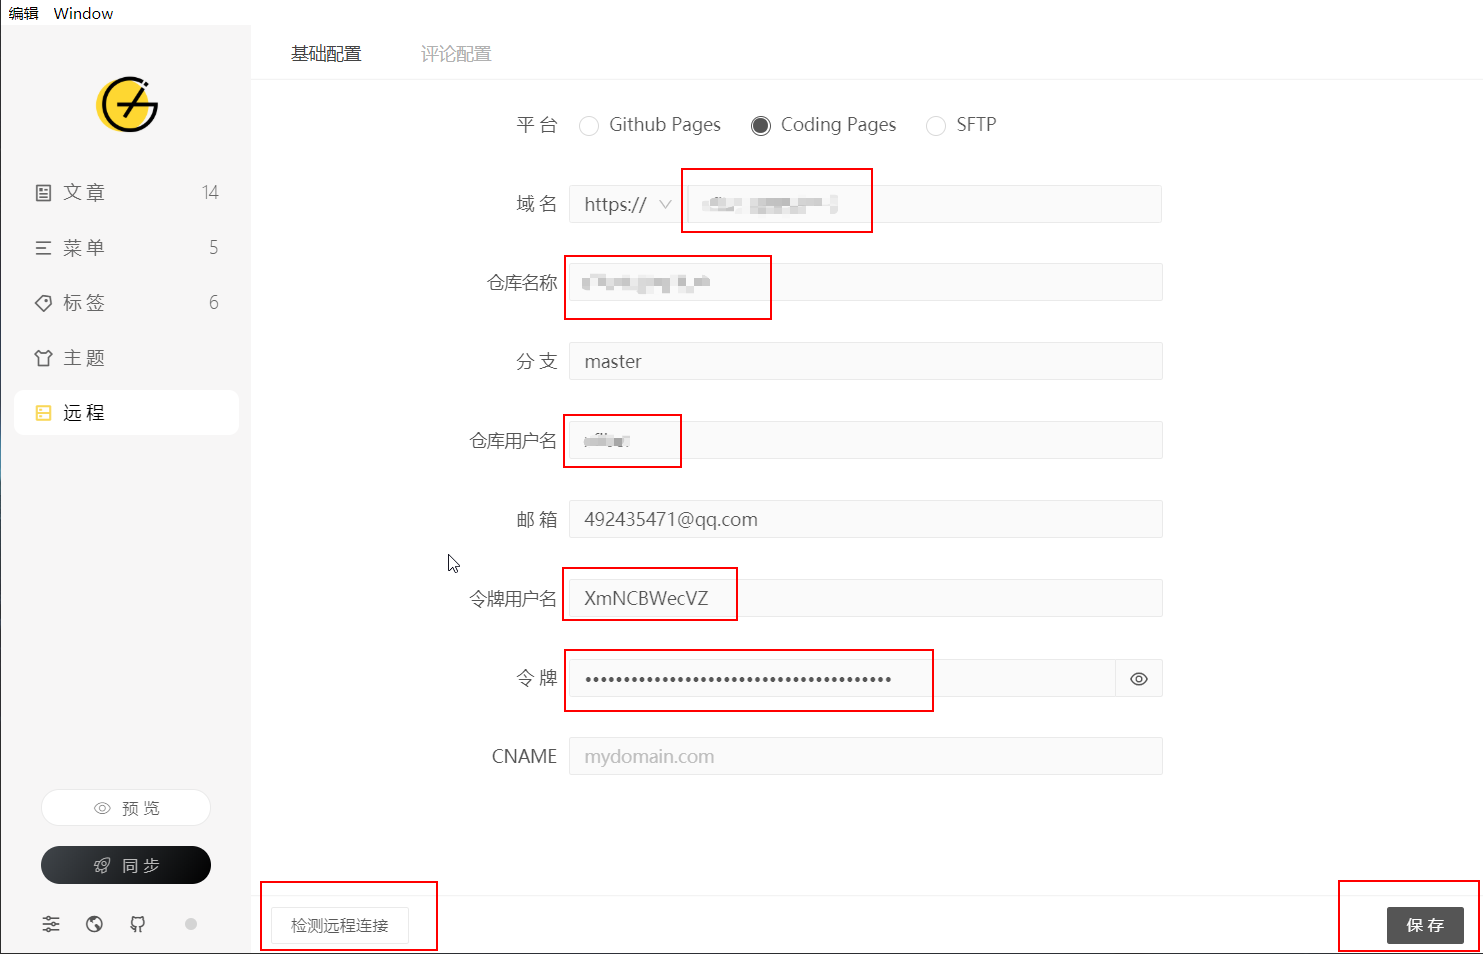 编辑 Window
基础配置 评论配置
平台 Github Pages Coding Pages SFTP
文章 14
域名 https://
菜单 5
仓库名称
标签 6
主题
分支 master
远程
仓库用户名
邮箱 492435471@qq.com
令牌用户名 XmNCBWecVZ
令牌 ••••••••••••••••••••••••••••••••••••••••
CNAME mydomain.com
预览
同步
检测远程连接 保存